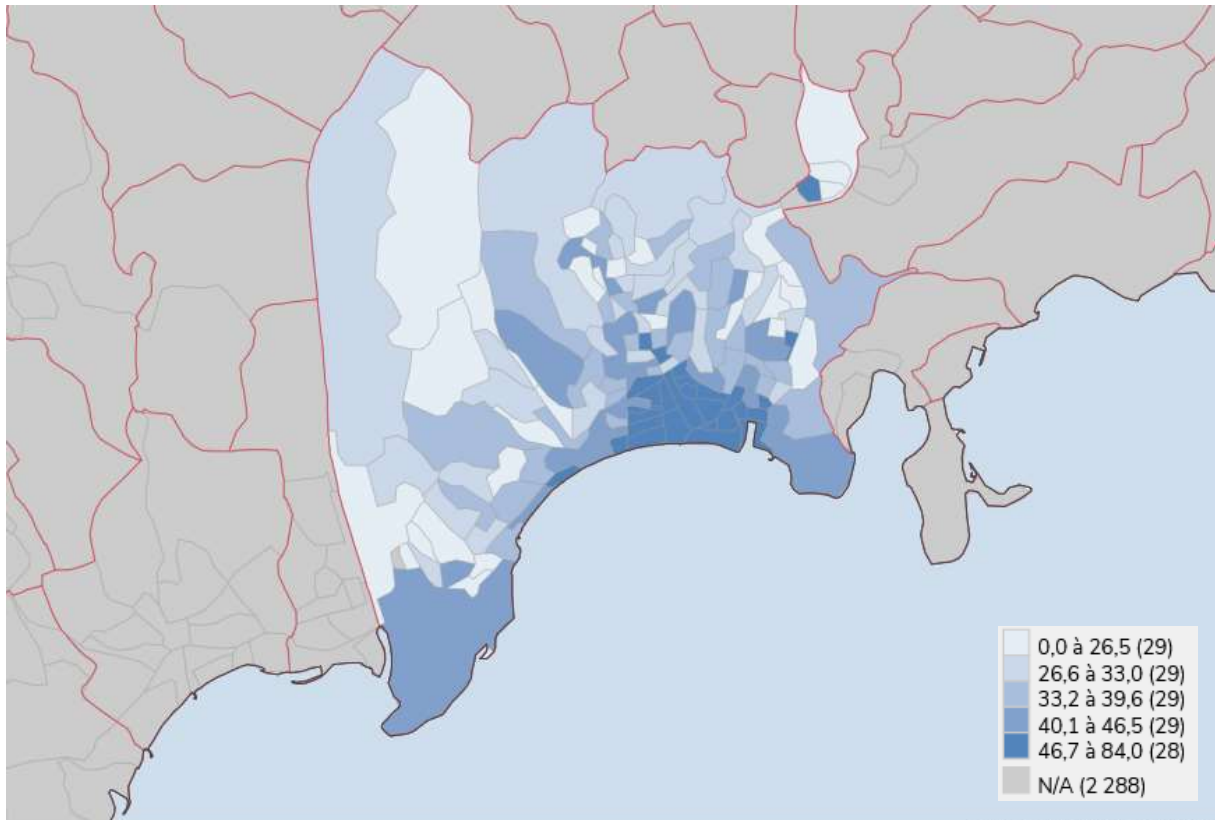 0,0 à 26,5 (29)
26,6 à 33,0 (29)
33,2 à 39,6 (29)
40,1 à 46,5 (29)
46,7 à 84,0 (28)
N/A (2 288)